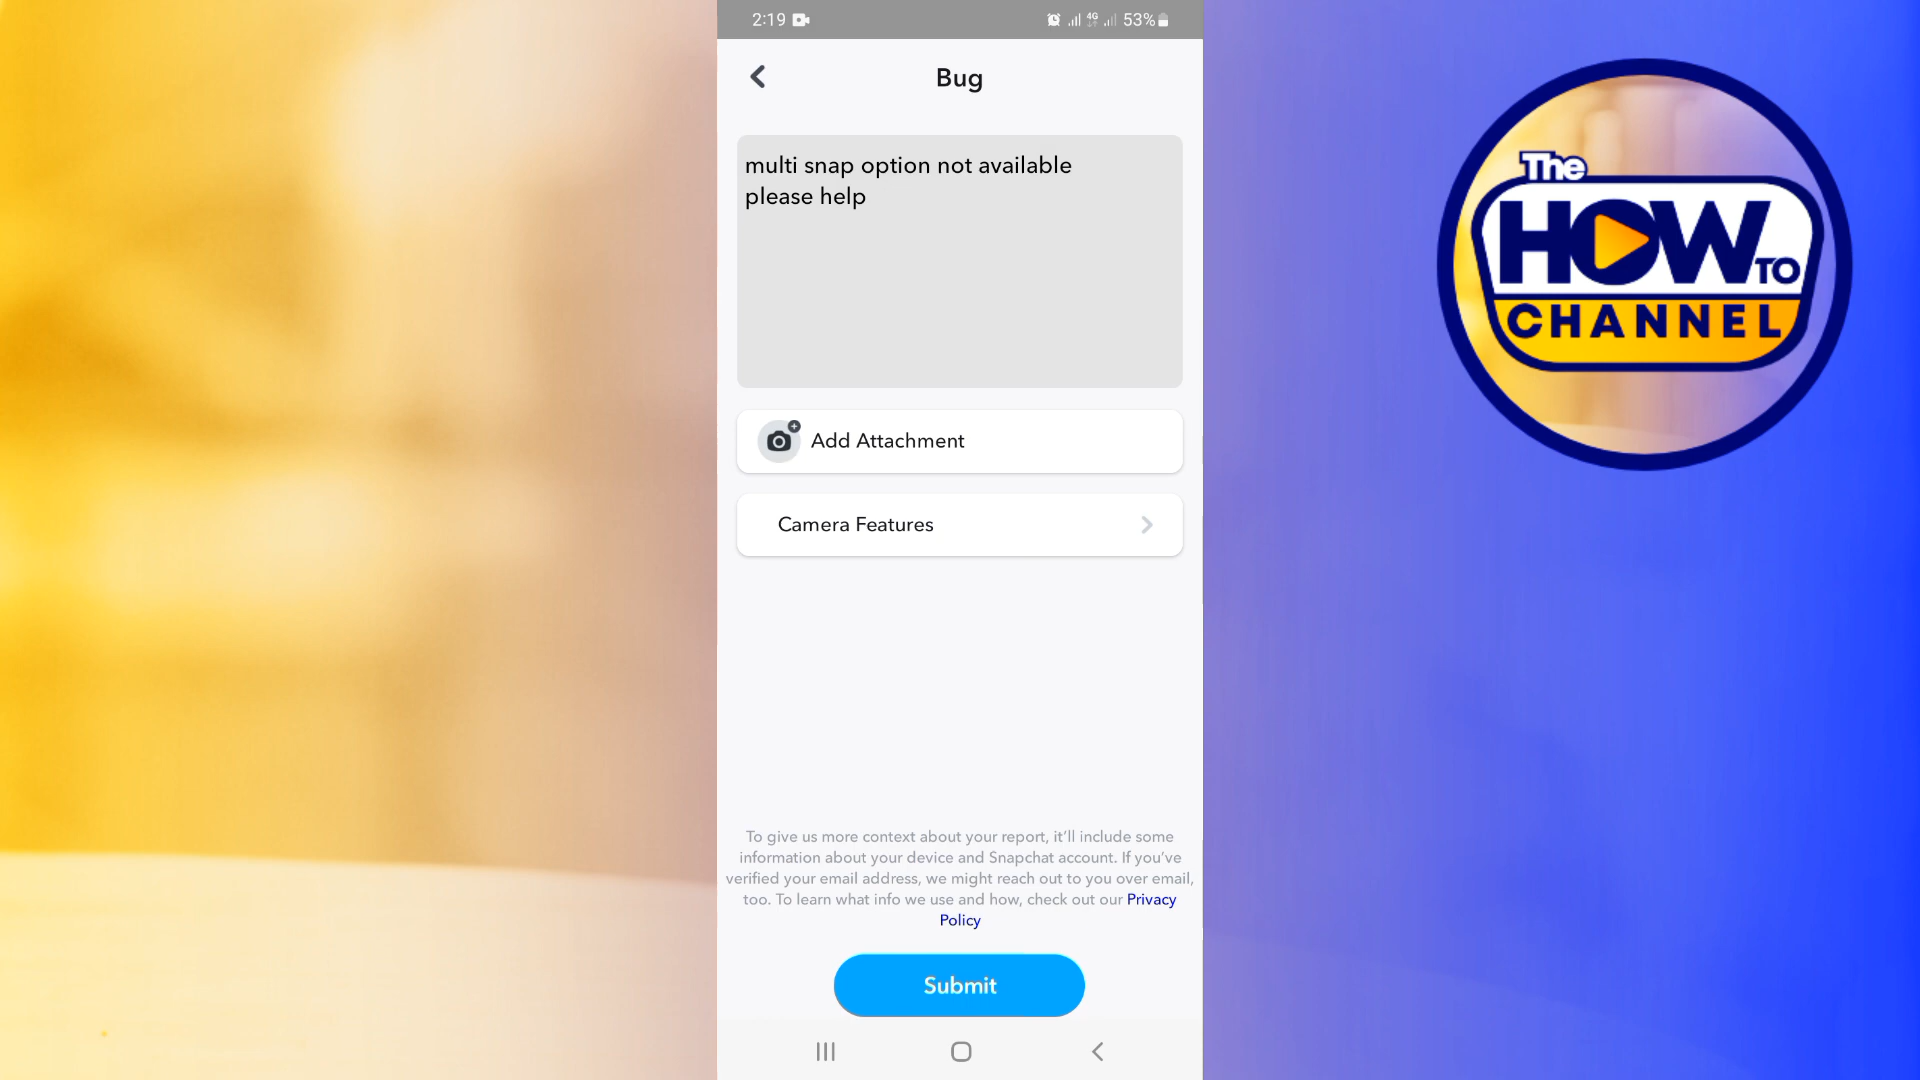 2:19
4G
53%
Bug
multi snap option not available
please help
Add Attachment
Camera Features
To give us more context about your report, it'll include some
information about your device and Snapchat account. If you've
verified your email address, we might reach out to you over email,
too. To learn what info we use and how, check out our Privacy
Policy
Submit
The
HOW TO
CHANNEL